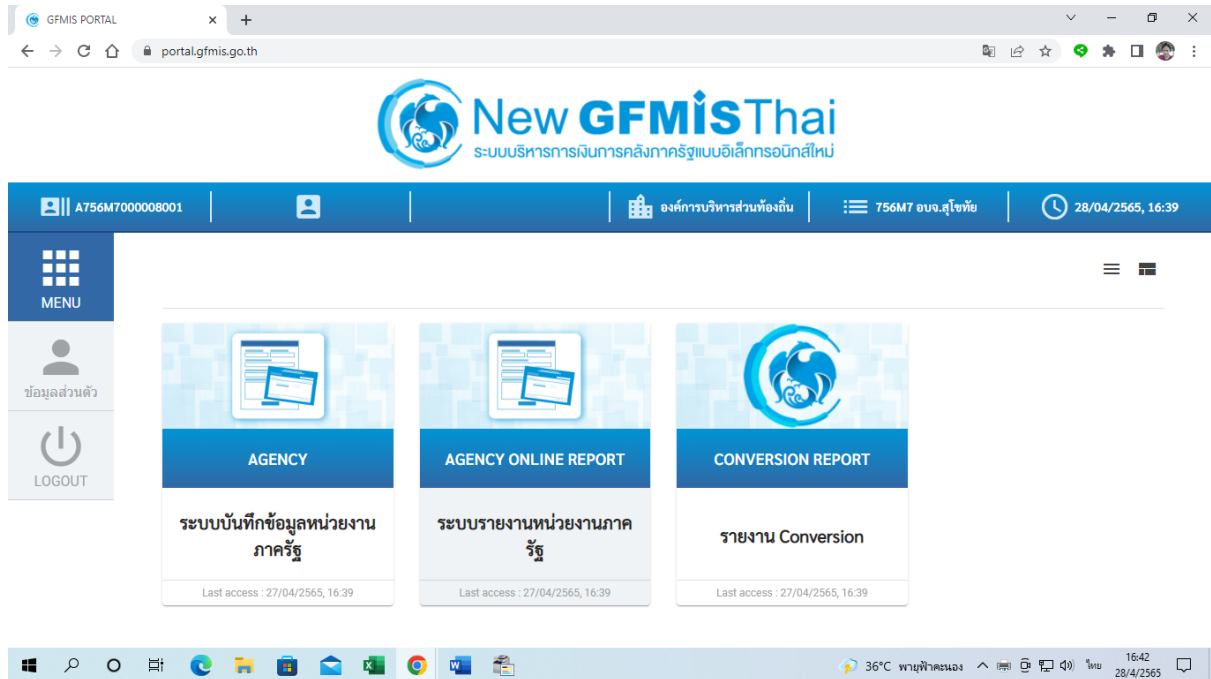 GFMIS PORTAL
portal.gfmis.go.th
New GFMIS Thai
ระบบบริหารการเงินการคลังภาครัฐแบบอิเล็กทรอนิกส์ใหม่
A756M7000008001
องค์การบริหารส่วนท้องถิ่น
756M7 อบจ.สุโขทัย
28/04/2565, 16:39
MENU
ข้อมูลส่วนตัว
LOGOUT
AGENCY
ระบบบันทึกข้อมูลหน่วยงาน
ภาครัฐ
Last access : 27/04/2565, 16:39
AGENCY ONLINE REPORT
ระบบรายงานหน่วยงานภาค
รัฐ
Last access : 27/04/2565, 16:39
CONVERSION REPORT
รายงาน Conversion
Last access : 27/04/2565, 16:39
36°C พายุฟ้าคะนอง
ไทย
16:42
28/4/2565